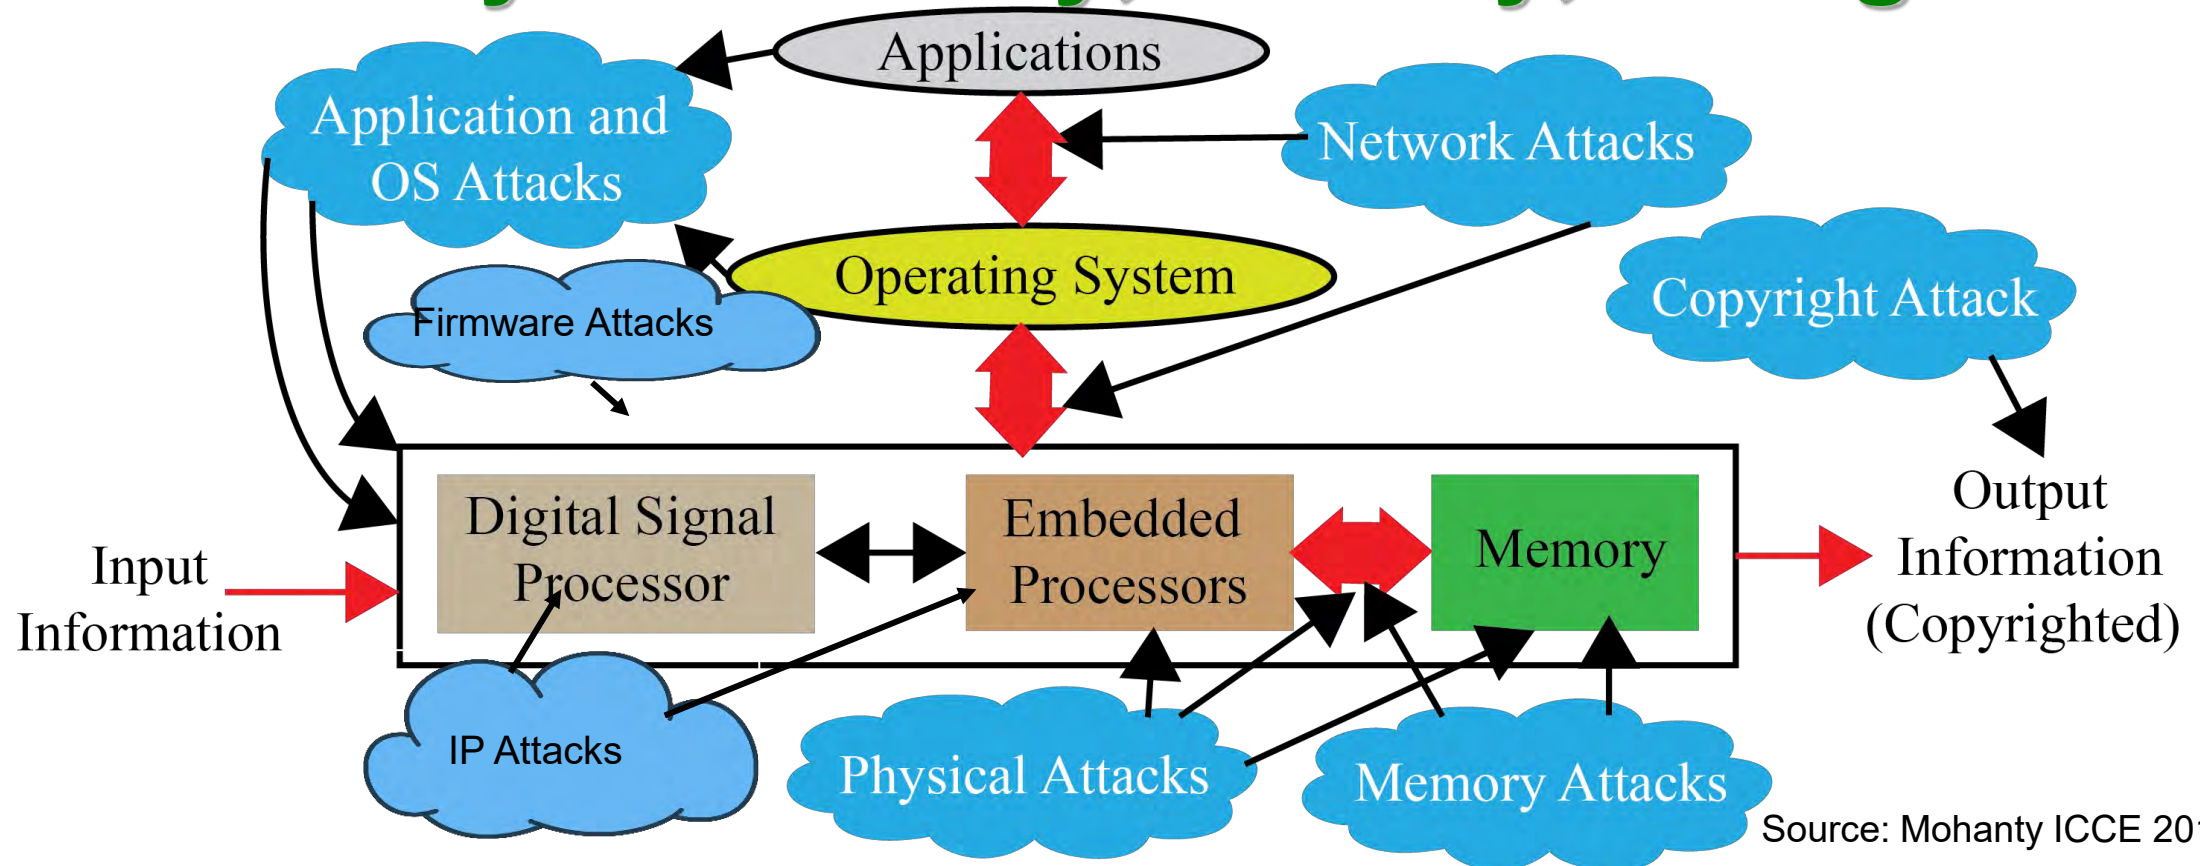 Applications
Application and
OS Attacks
Network Attacks
Operating System
Copyright Attack
Firmware Attacks
Digital Signal
Processor
Embedded
Processors
Memory
Input
Information
Output
Information
(Copyrighted)
IP Attacks
Physical Attacks
Memory Attacks
Source: Mohanty ICCE